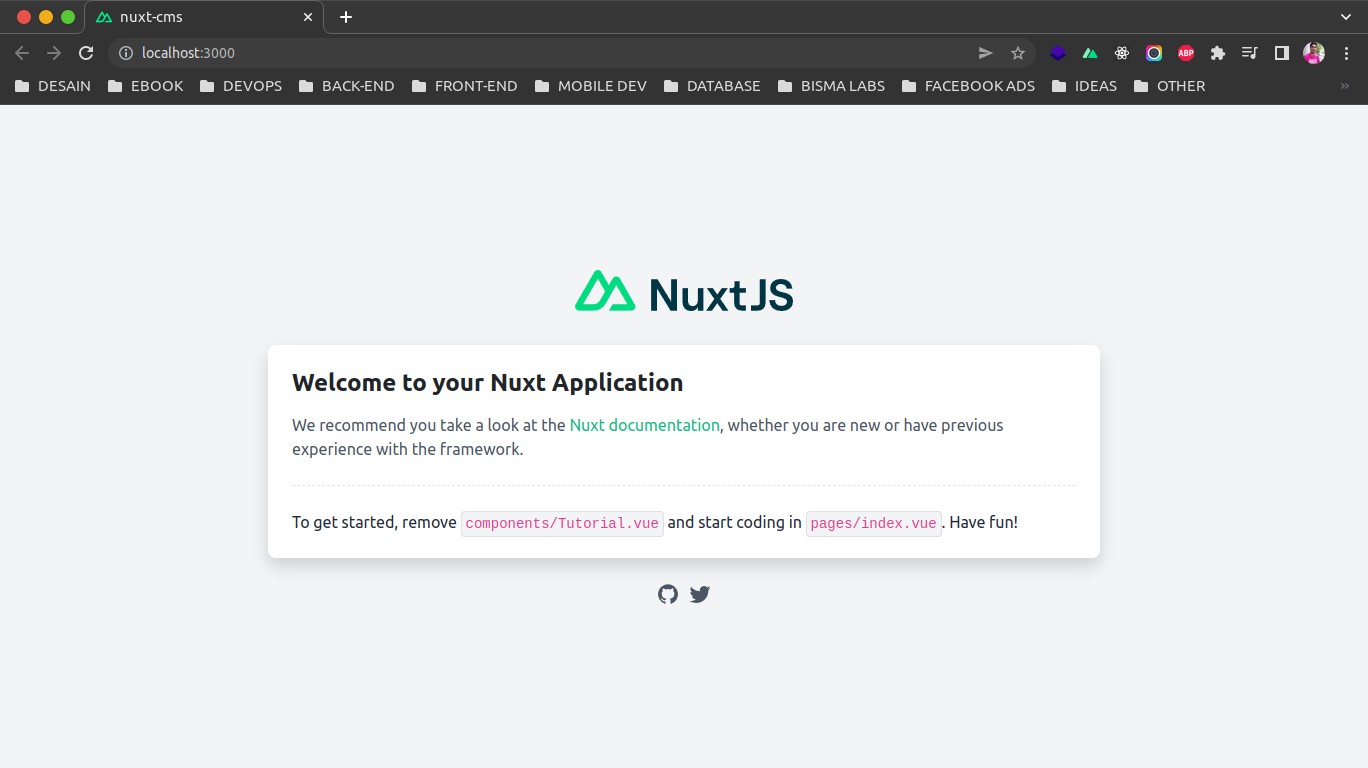 nuxt-cms
localhost:3000
ABP
DESAIN EBOOK DEVOPS BACK-END FRONT-END MOBILE DEV DATABASE BISMA LABS FACEBOOK ADS IDEAS OTHER
NuxtJS
Welcome to your Nuxt Application
We recommend you take a look at the Nuxt documentation, whether you are new or have previous
experience with the framework.
To get started, remove components/Tutorial.vue and start coding in pages/index.vue. Have fun!